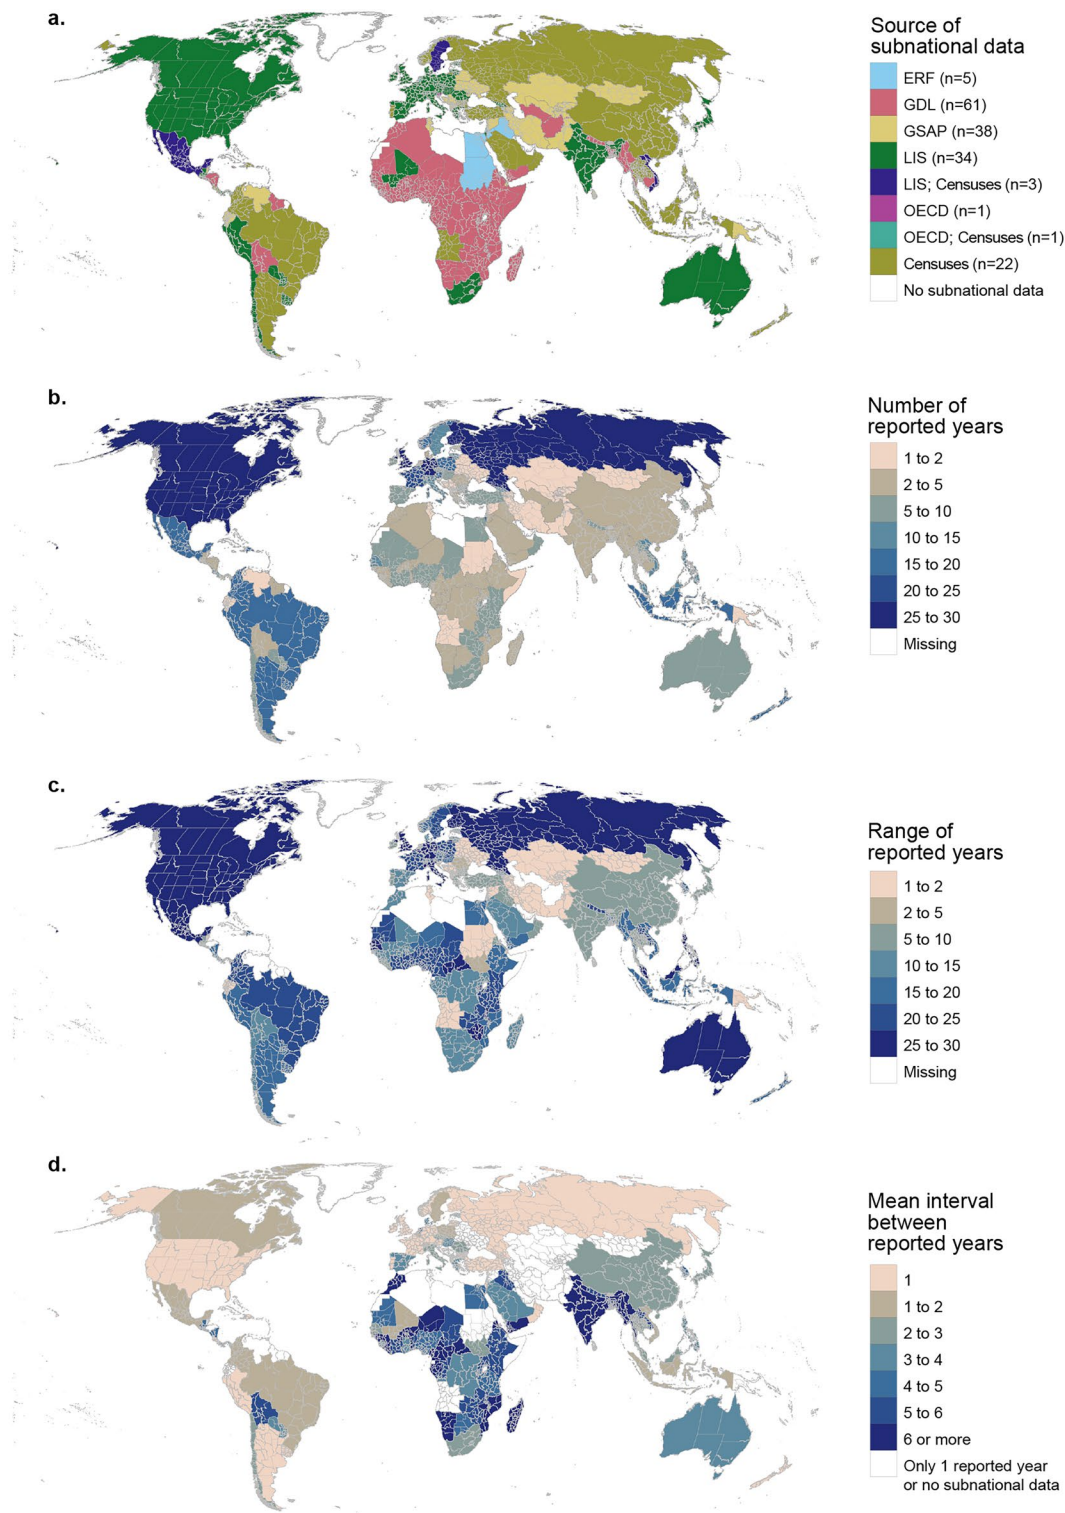 a.
Source of
subnational data
ERF (n=5)
GDL (n=61)
GSAP (n=38)
LIS (n=34)
LIS; Censuses (n=3)
OECD (n=1)
OECD; Censuses (n=1)
Censuses (n=22)
No subnational data
b.
Number of
reported years
1 to 2
2 to 5
5 to 10
10 to 15
15 to 20
20 to 25
25 to 30
Missing
c.
Range of
reported years
1 to 2
2 to 5
5 to 10
10 to 15
15 to 20
20 to 25
25 to 30
Missing
d.
Mean interval
between
reported years
1
1 to 2
2 to 3
3 to 4
4 to 5
5 to 6
6 or more
Only 1 reported year
or no subnational data